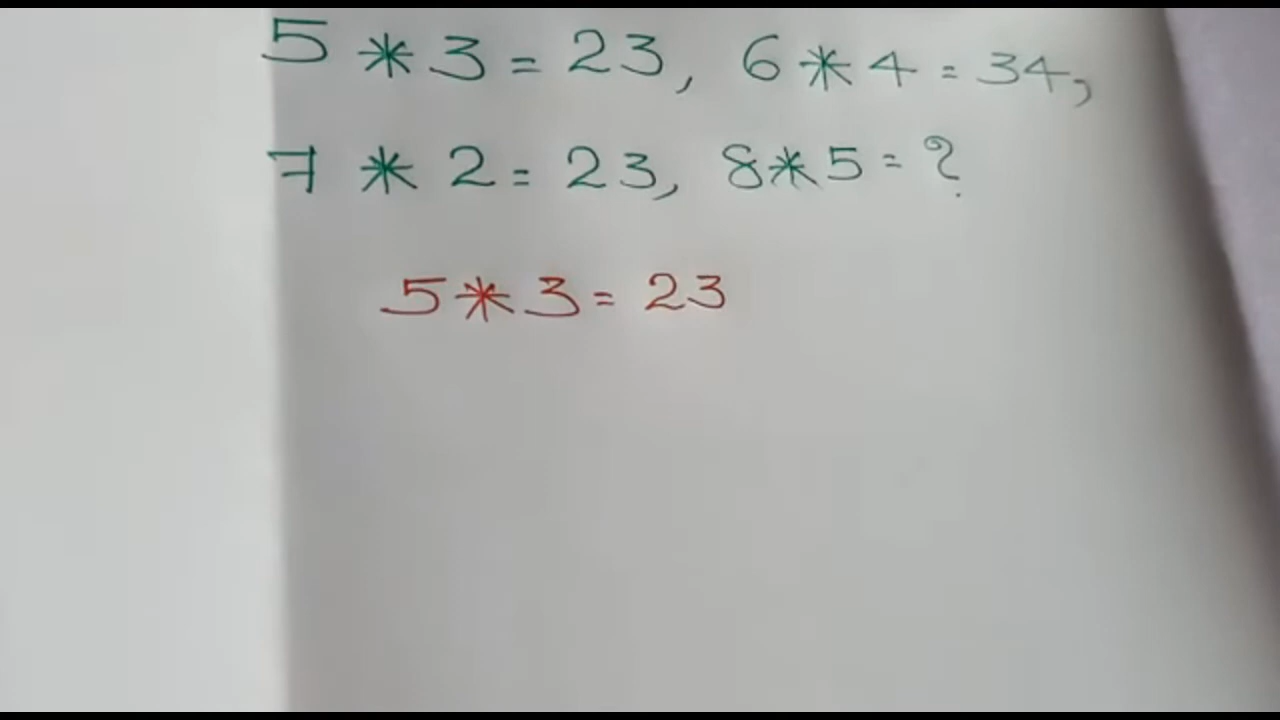 5 * 3 = 23, 6 * 4 = 34,
7 * 2 = 23, 8 * 5 = ?
5 * 3 = 23